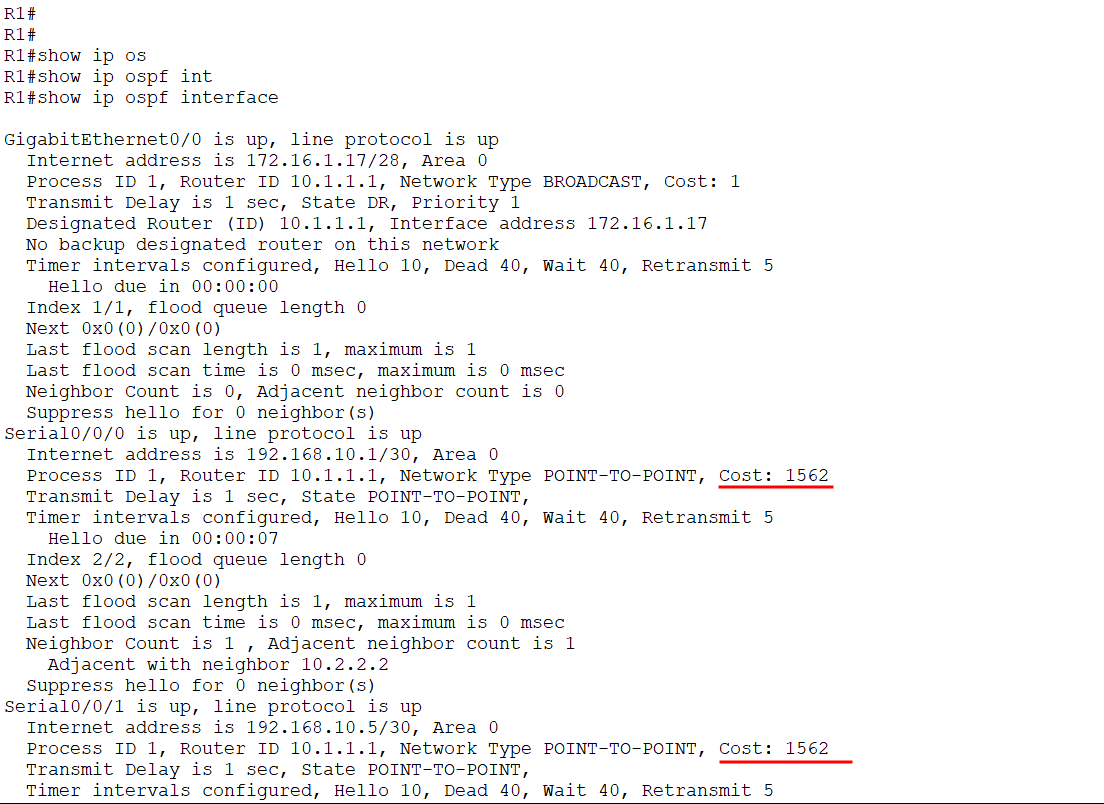 R1#
R1#
R1#show ip os
R1#show ip ospf int
R1#show ip ospf interface
GigabitEthernet0/0 is up, line protocol is up
Internet address is 172.16.1.17/28, Area 0
Process ID 1, Router ID 10.1.1.1, Network Type BROADCAST, Cost: 1
Transmit Delay is 1 sec, State DR, Priority 1
Designated Router (ID) 10.1.1.1, Interface address 172.16.1.17
No backup designated router on this network
Timer intervals configured, Hello 10, Dead 40, Wait 40, Retransmit 5
Hello due in 00:00:00
Index 1/1, flood queue length 0
Next 0x0(0)/0x0(0)
Last flood scan length is 1, maximum is 1
Last flood scan time is 0 msec, maximum is 0 msec
Neighbor Count is 0, Adjacent neighbor count is 0
Suppress hello for 0 neighbor(s)
Serial0/0/0 is up, line protocol is up
Internet address is 192.168.10.1/30, Area 0
Process ID 1, Router ID 10.1.1.1, Network Type POINT-TO-POINT, Cost: 1562
Transmit Delay is 1 sec, State POINT-TO-POINT,
Timer intervals configured, Hello 10, Dead 40, Wait 40, Retransmit 5
Hello due in 00:00:07
Index 2/2, flood queue length 0
Next 0x0(0)/0x0(0)
Last flood scan length is 1, maximum is 1
Last flood scan time is 0 msec, maximum is 0 msec
Neighbor Count is 1 , Adjacent neighbor count is 1
Adjacent with neighbor 10.2.2.2
Suppress hello for 0 neighbor(s)
Serial0/0/1 is up, line protocol is up
Internet address is 192.168.10.5/30, Area 0
Process ID 1, Router ID 10.1.1.1, Network Type POINT-TO-POINT, Cost: 1562
Transmit Delay is 1 sec, State POINT-TO-POINT,
Timer intervals configured, Hello 10, Dead 40, Wait 40, Retransmit 5